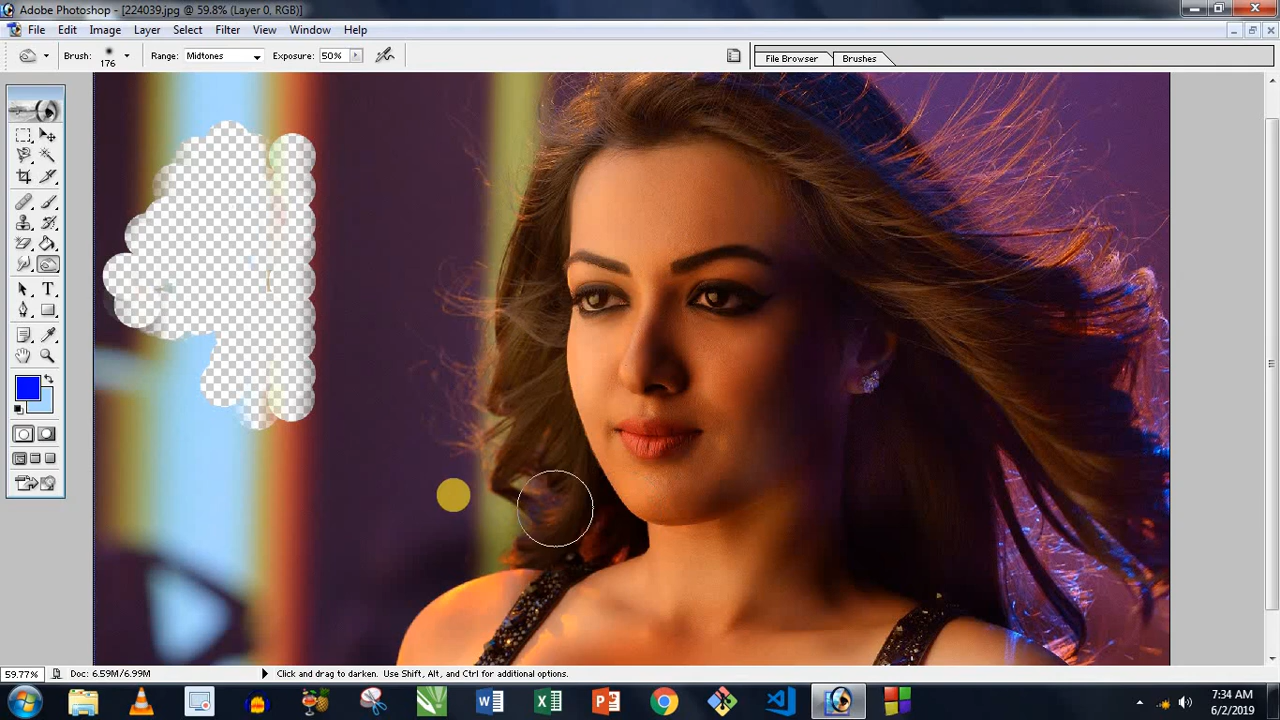 Adobe Photoshop - [224039.jpg @ 59.8% (Layer 0, RGB)]
File Edit Image Layer Select Filter View Window Help
Brush: 176 Range: Midtones Exposure: 50% File Browser Brushes
59.77% Doc: 6.59M/6.99M Click and drag to darken. Use Shift, Alt, and Ctrl for additional options.
7:34 AM
6/2/2019